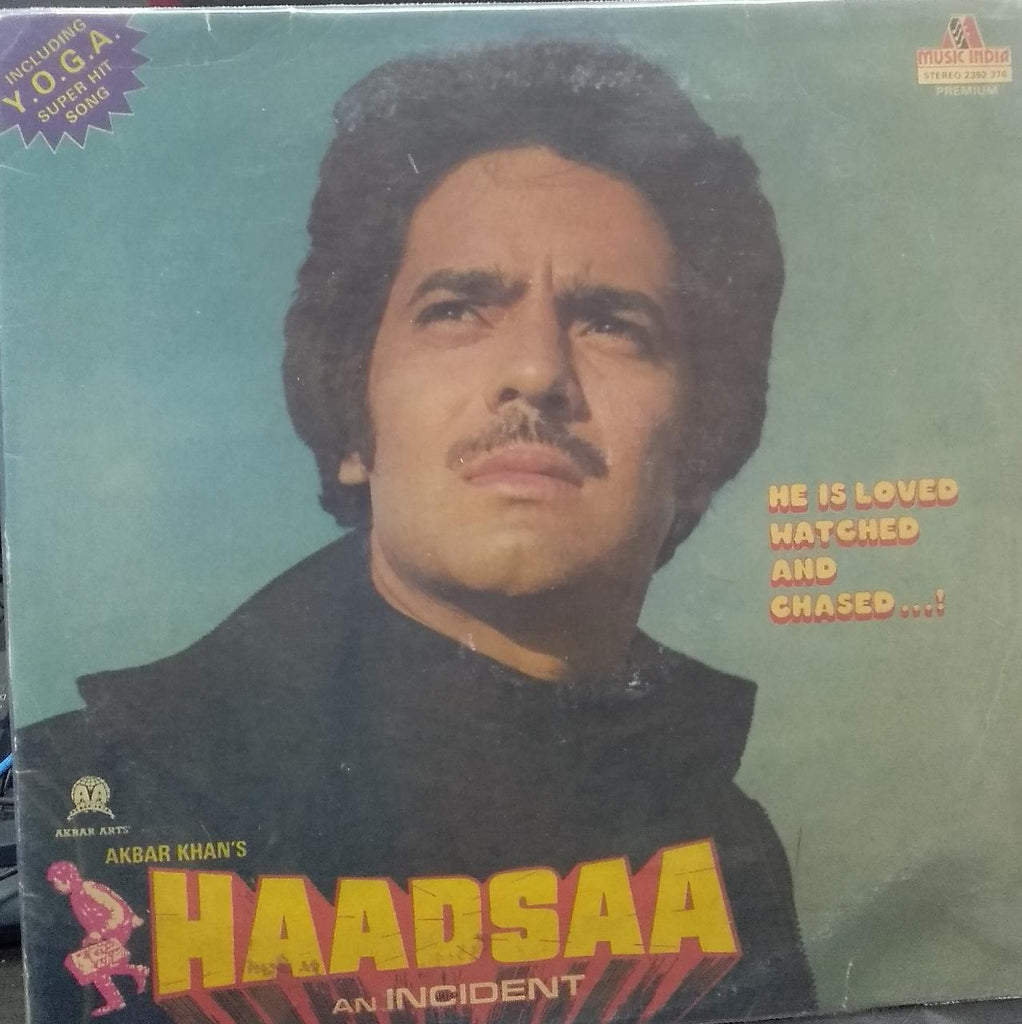 INCLUDING
Y.O.G.A.
SUPER HIT
SONG
MUSIC INDIA
STEREO 2392 376
PREMIUM
HE IS LOVED
WATCHED
AND
CHASED...!
AKBAR ARTS
AKBAR KHAN'S
HAADSAA
AN INCIDENT